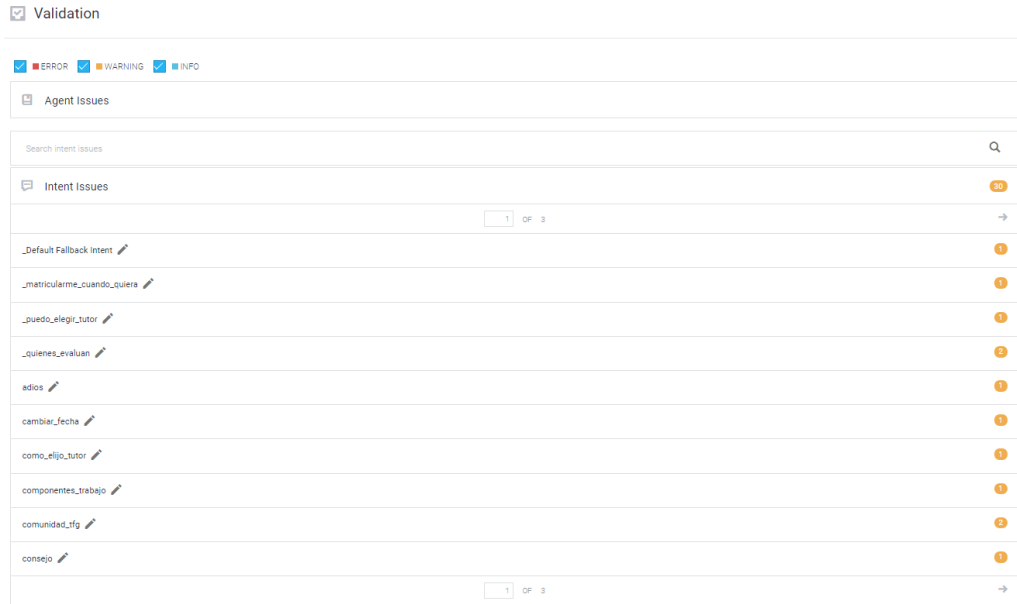 Validation
ERROR WARNING INFO
Agent Issues
Search intent issues
Intent Issues 30
1 OF 3
_Default Fallback Intent 1
_matricularme_cuando_quiera 1
_puedo_elegir_tutor 1
_quienes_evaluan 2
adios 1
cambiar_fecha 1
como_elijo_tutor 1
componentes_trabajo 1
comunidad_tfg 2
consejo 1
1 OF 3